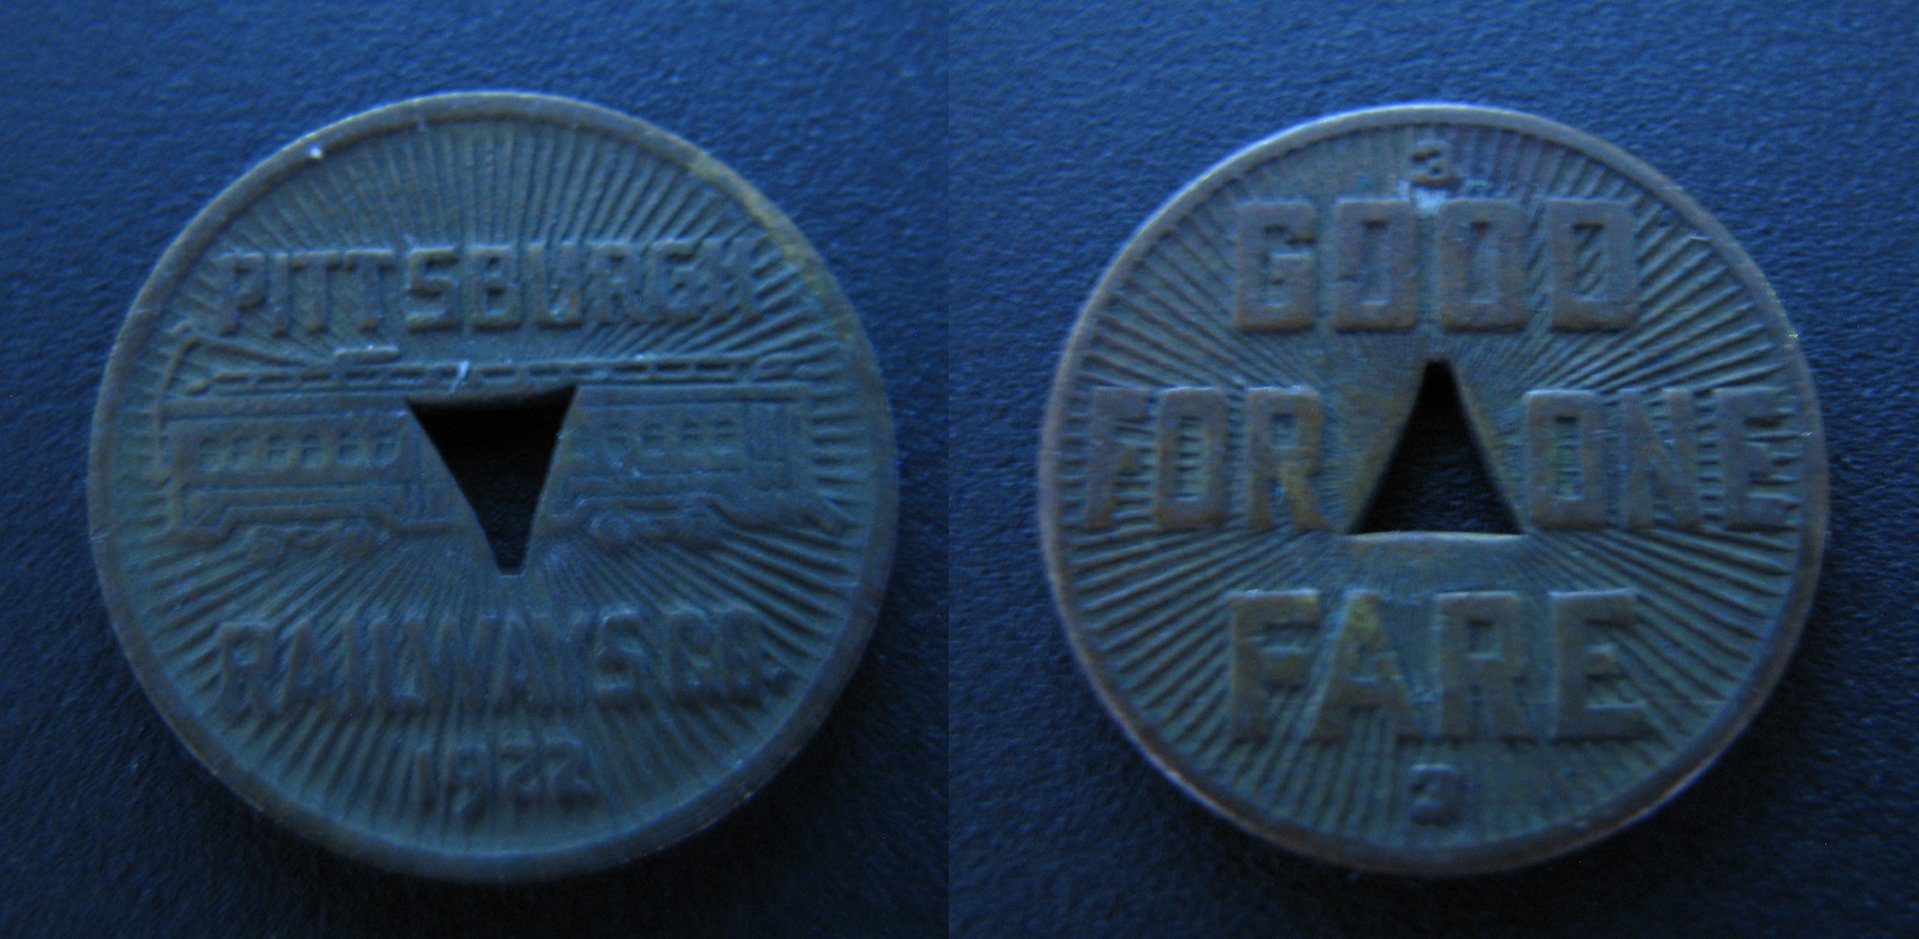 PITTSBURGH
RAILWAYS CO.
1922
3
GOOD
FOR ONE
FARE
3